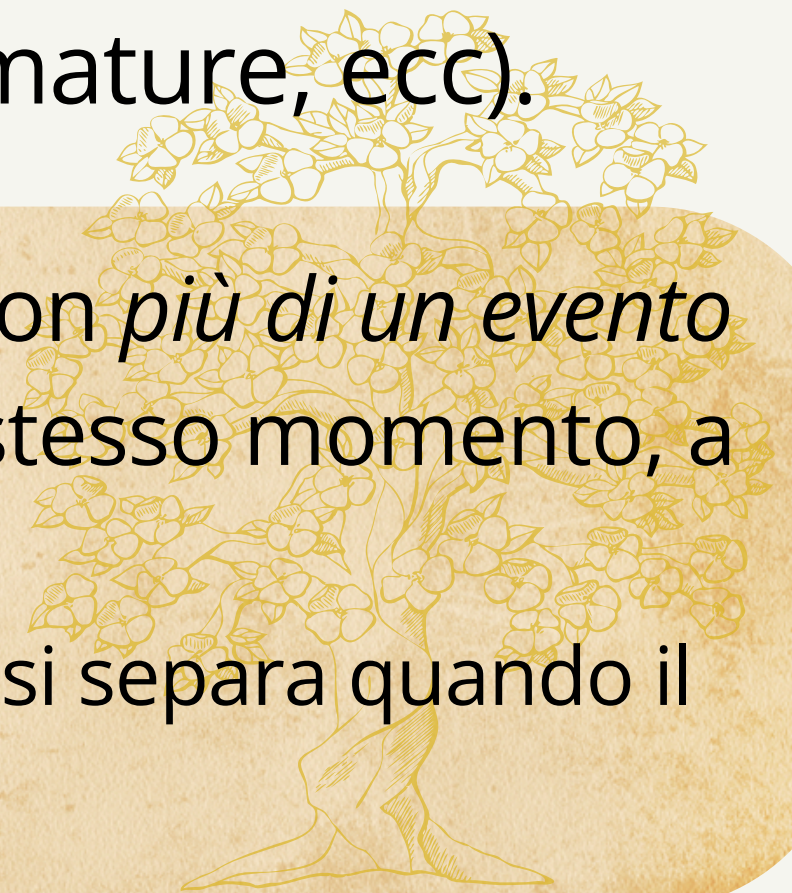 mature, ecc).
on più di un evento
stesso momento, a
si separa quando il